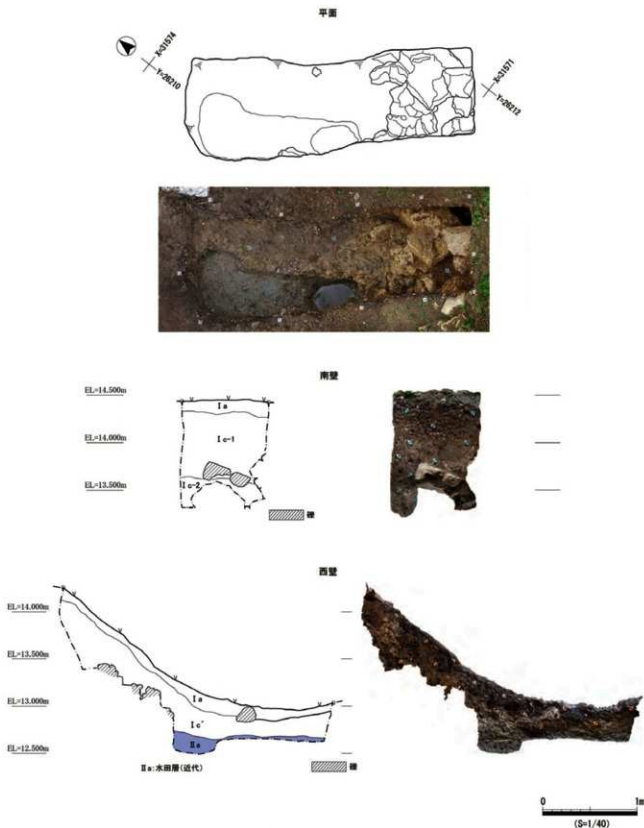 平面
X=31574
Y=26210
X=31571
Y=26212
南壁
EL=14.500m
EL=14.000m
EL=13.500m
Ⅰa
Ⅰc-1
Ⅰc-2
礫
西壁
EL=14.000m
EL=13.500m
EL=13.000m
EL=12.500m
Ⅰa
Ⅰc'
Ⅱa
Ⅱa:水田層(近代)
礫
0 1m
(S=1/40)